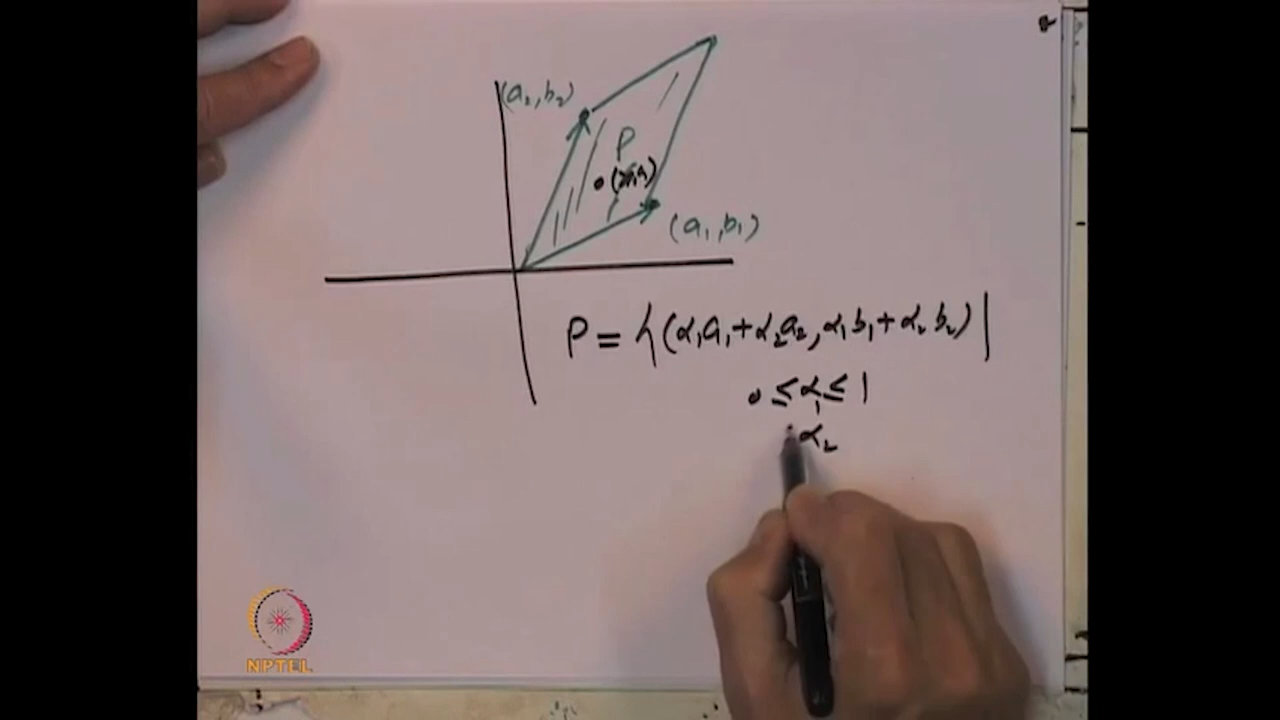 (a₂, b₂)
P
(a₁, b₁)
P = {(α₁a₁+α₂a₂, α₁b₁+α₂b₂) |
0 ≤ α₁ ≤ 1
α₂
NPTEL